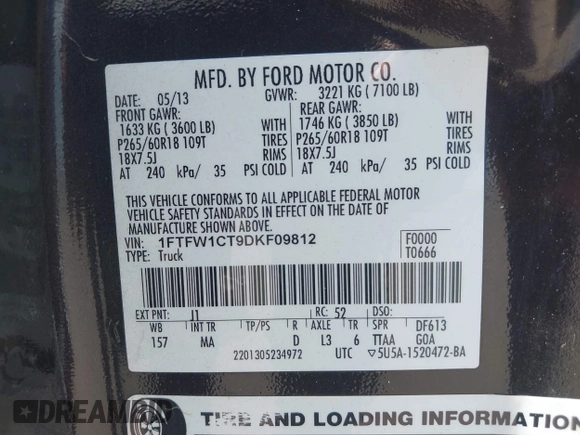 MFD. BY FORD MOTOR CO.
DATE: 05/13 GVWR: 3221 KG ( 7100 LB)
FRONT GAWR: REAR GAWR:
1633 KG ( 3600 LB) WITH 1746 KG ( 3850 LB) WITH
P265/60R18 109T TIRES P265/60R18 109T TIRES
18X7.5J RIMS 18X7.5J RIMS
AT 240 kPa/ 35 PSI COLD AT 240 kPa/ 35 PSI COLD
THIS VEHICLE CONFORMS TO ALL APPLICABLE FEDERAL MOTOR
VEHICLE SAFETY STANDARDS IN EFFECT ON THE DATE OF
MANUFACTURE SHOWN ABOVE.
VIN: 1FTFW1CT9DKF09812 F0000
TYPE: Truck T0666
EXT PNT: J1 RC: 52 DSO:
WB INT TR TP/PS R AXLE TR SPR DF613
157 MA D L3 6 TTAA GOA
2201305234972 UTC ▽5U5A-1520472-BA
TIRE AND LOADING INFORMATION
DREAM